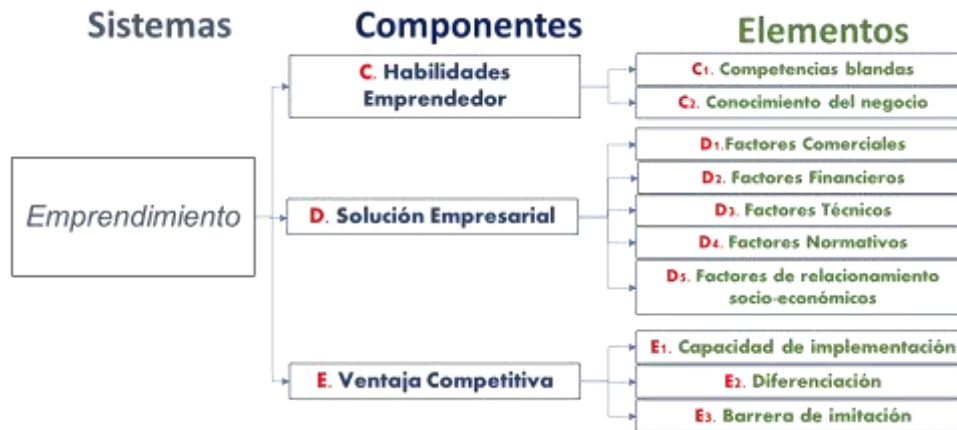 Sistemas
Componentes
Elementos
Emprendimiento
C. Habilidades
Emprendedor
C1. Competencias blandas
C2. Conocimiento del negocio
D. Solución Empresarial
D1.Factores Comerciales
D2. Factores Financieros
D3. Factores Técnicos
D4. Factores Normativos
D5. Factores de relacionamiento
socio-económicos
E. Ventaja Competitiva
E1. Capacidad de implementación
E2. Diferenciación
E3. Barrera de imitación